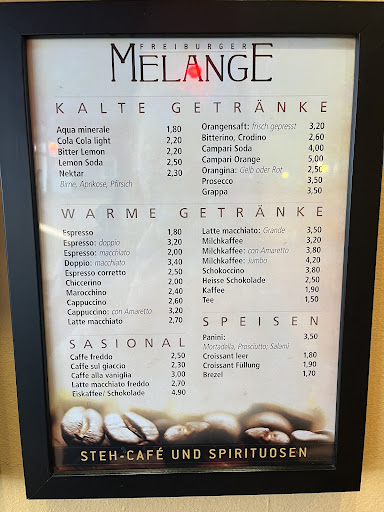 FREIBURGER
MELANGE
KALTE GETRÄNKE
Aqua minerale 1,80
Cola Cola light 2,20
Bitter Lemon 2,20
Lemon Soda 2,50
Nektar 2,30
Birne, Aprikose, Pfirsich
Orangensaft: frisch gepresst 3,20
Bitterino, Crodino 2,60
Campari Soda 4,00
Campari Orange 5,00
Orangina: Gelb oder Rot 2,50
Prosecco 3,50
Grappa 3,50
WARME GETRÄNKE
Espresso 1,80
Espresso: doppio 3,20
Espresso: macchiato 2,00
Doppio: macchiato 3,40
Espresso corretto 2,50
Chiccerino 2,00
Marocchino 2,40
Cappuccino 2,60
Cappuccino: con Amaretto 3,20
Latte macchiato 2,70
Latte macchiato: Grande 3,50
Milchkaffee 3,20
Milchkaffee: con Amaretto 3,80
Milchkaffee: Jumbo 4,20
Schokoccino 3,80
Heisse Schokolade 2,50
Kaffee 1,90
Tee 1,50
SASIONAL
Caffe freddo 2,50
Caffe sul giaccio 2,30
Caffe alla vaniglia 3.00
Latte macchiato freddo 2,70
Eiskaffee/ Schokolade 4.90
SPEISEN
Panini: 3,50
Mortadella, Prosciutto, Salami
Croissant leer 1,80
Croissant Füllung 1,90
Brezel 1,70
STEH-CAFÉ UND SPIRITUOSEN